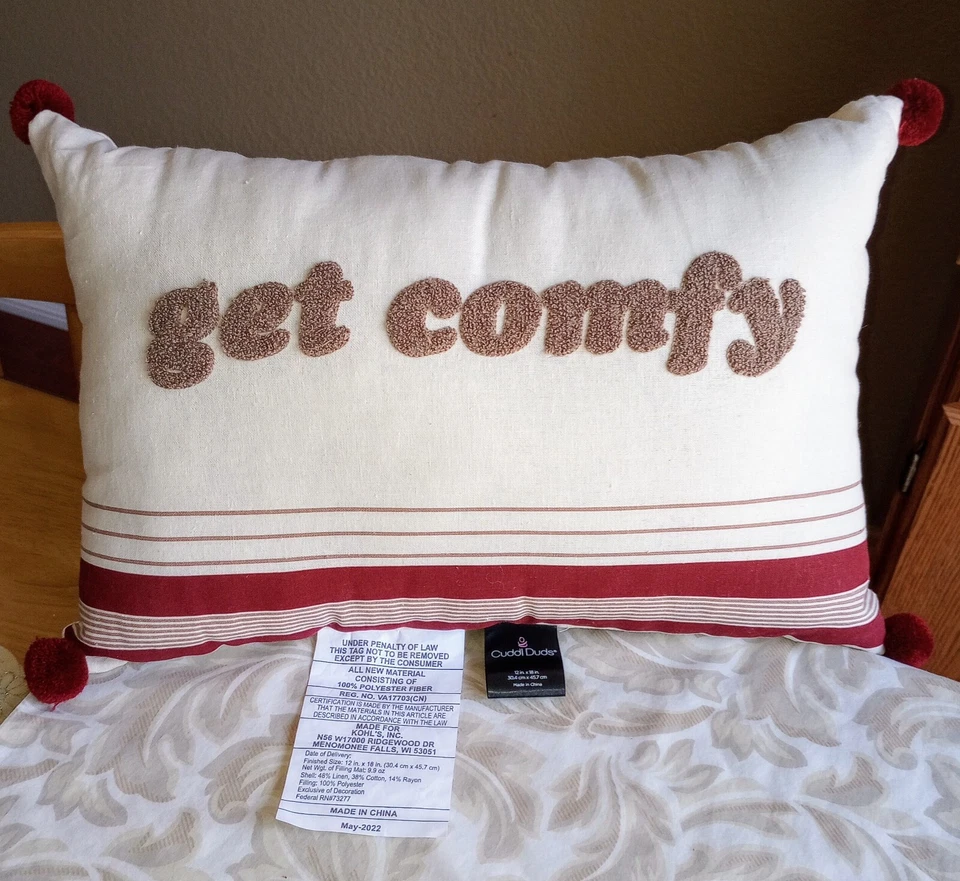 get comfy
UNDER PENALTY OF LAW
THIS TAG NOT TO BE REMOVED
EXCEPT BY THE CONSUMER
ALL NEW MATERIAL
CONSISTING OF
100% POLYESTER FIBER
REG. NO. VA17703(CN)
CERTIFICATION IS MADE BY THE MANUFACTURER
THAT THE MATERIALS IN THIS ARTICLE ARE
DESCRIBED IN ACCORDANCE WITH THE LAW
MADE FOR
KOHL'S, INC.
N56 W17000 RIDGEWOOD DR
MENOMONEE FALLS, WI 53051
Date of Delivery:
Finished Size: 12 in. x 18 in. (30.4 cm x 45.7 cm)
Net Wgt. of Filling Mat: 9.9 oz
Shell: 48% Linen, 38% Cotton, 14% Rayon
Filling: 100% Polyester
Exclusive of Decoration
Federal RN#73277
MADE IN CHINA
May-2022
Cuddl Duds®
12 in. x 18 in.
30.4 cm x 45.7 cm
Made in China